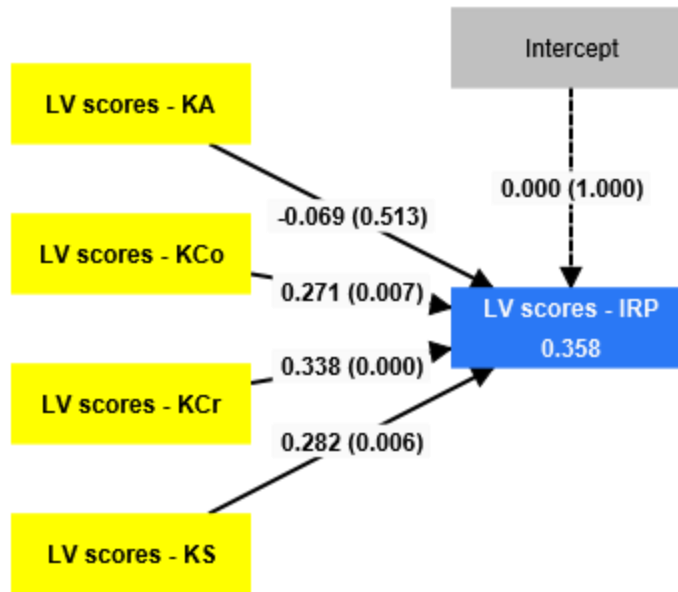 Intercept
LV scores - KA
0.000 (1.000)
-0.069 (0.513)
LV scores - KCo
0.271 (0.007)
LV scores - IRP
0.358
0.338 (0.000)
LV scores - KCr
0.282 (0.006)
LV scores - KS